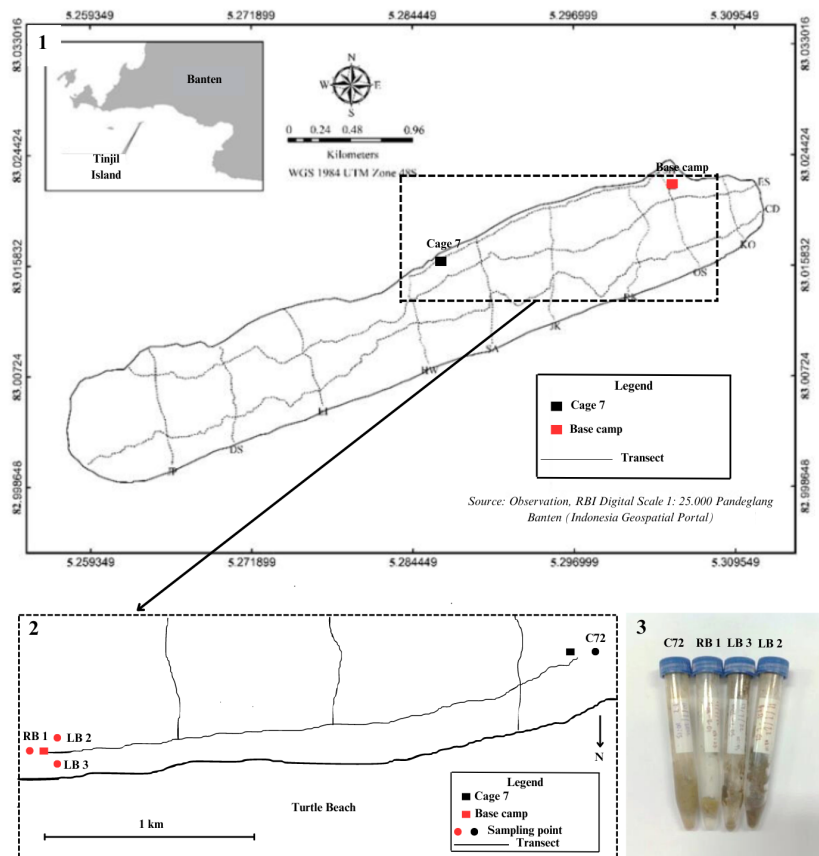 5.259349 5.271899 5.284449 5.296999 5.309549
83.033016 83.033016
1
Banten
Tinjil
Island
N
W E
S
0 0.24 0.48 0.96
Kilometers
WGS 1984 UTM Zone 48S
83.024424 83.024424
Base camp
ES
CD
KO
OS
Cage 7
83.015832 83.015832
JK
SA
HW
83.00724 83.00724
Legend
Cage 7
Base camp
Transect
DS
82.998648 82.998648
Source: Observation, RBI Digital Scale 1: 25.000 Pandeglang
Banten (Indonesia Geospatial Portal)
5.259349 5.271899 5.284449 5.296999 5.309549
2
C72
RB 1
LB 2
LB 3
N
Turtle Beach
1 km
Legend
Cage 7
Base camp
Sampling point
Transect
3
C72 RB 1 LB 3 LB 2